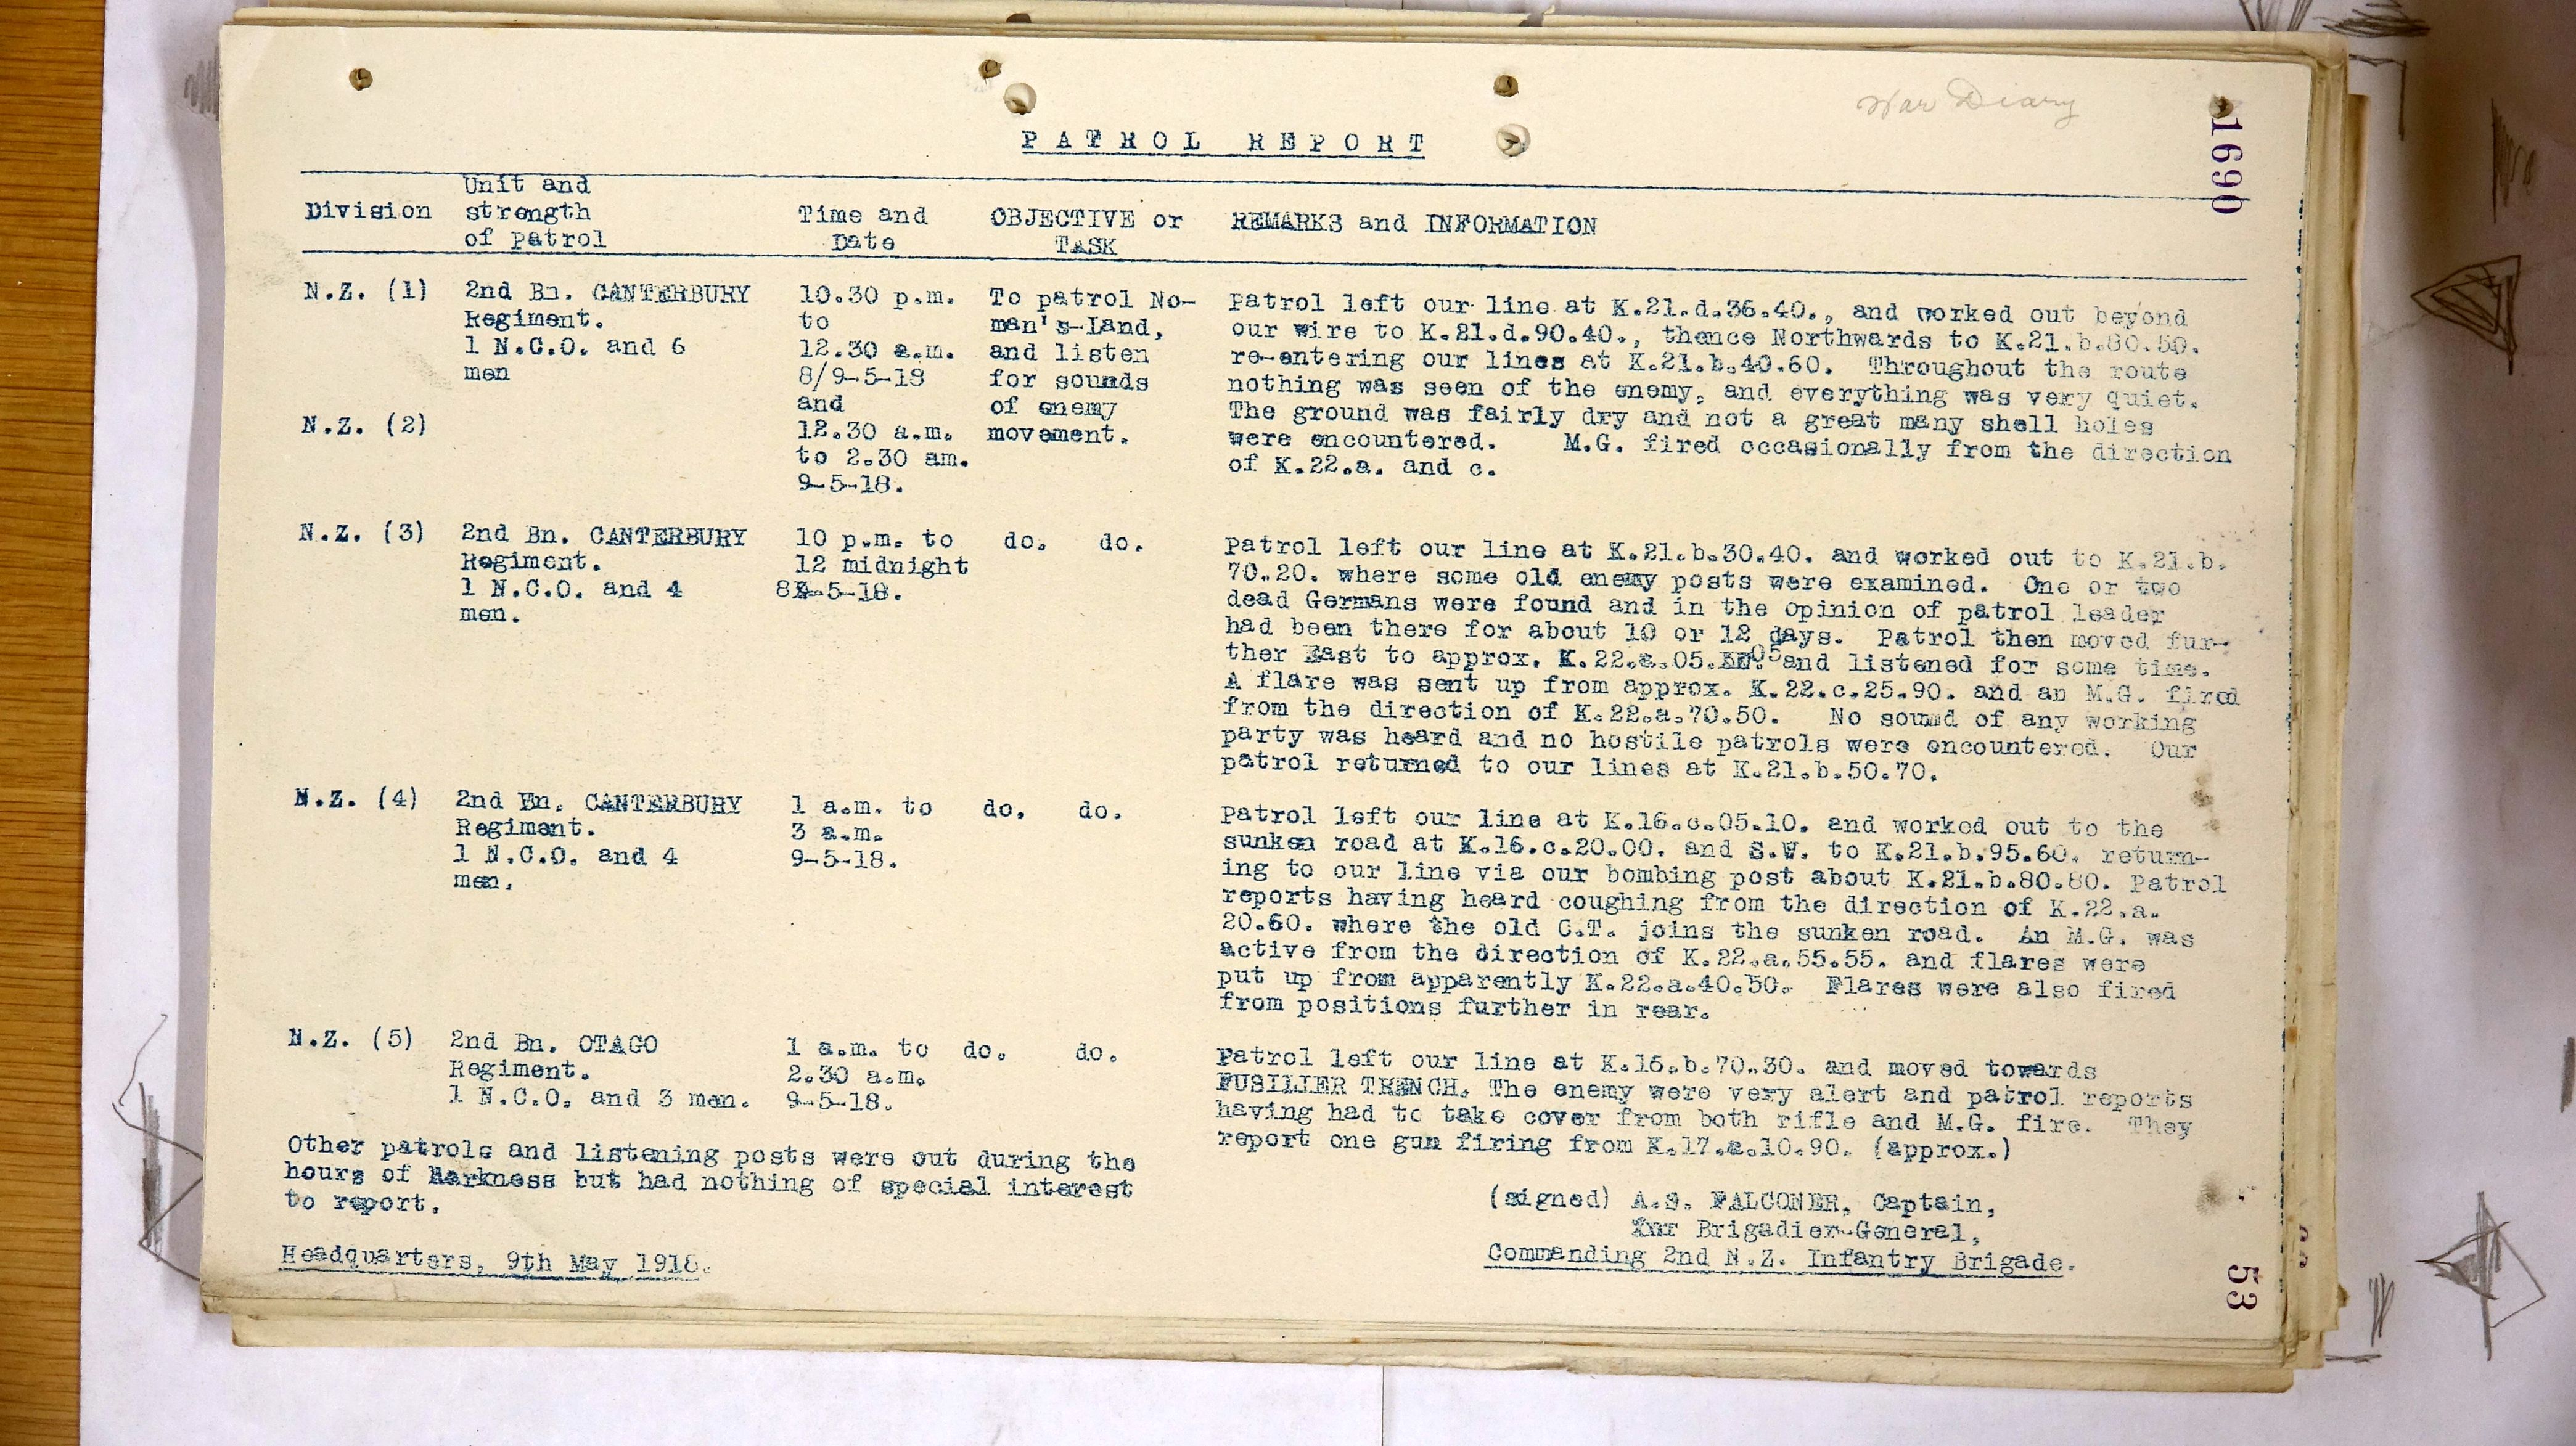 War Diary
1690
PATROL REPORT
Division
Unit and
strength
of patrol
Time and
Date
OBJECTIVE or
TASK
REMARKS and INFORMATION
N.Z. (1)
2nd Bn. CANTERBURY
Regiment.
1 N.C.O. and 6
men
N.Z. (2)
10.30 p.m.
to
12.30 a.m.
8/9-5-18
and
12.30 a.m.
to 2.30 am.
9-5-18.
To patrol No-
man's-Land,
and listen
for sounds
of enemy
movement.
Patrol left our line at K.21.d.36.40., and worked out beyond
our wire to K.21.d.90.40., thence Northwards to K.21.b.80.50.
re-entering our lines at K.21.b.40.60. Throughout the route
nothing was seen of the enemy, and everything was very quiet.
The ground was fairly dry and not a great many shell holes
were encountered. M.G. fired occasionally from the direction
of K.22.a. and c.
N.Z. (3)
2nd Bn. CANTERBURY
Regiment.
1 N.C.O. and 4
men.
10 p.m. to
12 midnight
8-5-18.
do. do.
Patrol left our line at K.21.b.30.40. and worked out to K.21.b.
70.20. where some old enemy posts were examined. One or two
dead Germans were found and in the opinion of patrol leader
had been there for about 10 or 12 days. Patrol then moved fur-
ther East to approx. K.22.a.05.05 and listened for some time.
A flare was sent up from approx. K.22.c.25.90. and an M.G. fired
from the direction of K.22.a.70.50. No sound of any working
party was heard and no hostile patrols were encountered. Our
patrol returned to our lines at K.21.b.50.70.
N.Z. (4)
2nd Bn. CANTERBURY
Regiment.
1 N.C.O. and 4
men.
1 a.m. to
3 a.m.
9-5-18.
do. do.
Patrol left our line at K.16.c.05.10. and worked out to the
sunken road at K.16.c.20.00. and S.W. to K.21.b.95.60. return-
ing to our line via our bombing post about K.21.b.80.80. Patrol
reports having heard coughing from the direction of K.22.a.
20.60. where the old C.T. joins the sunken road. An M.G. was
active from the direction of K.22.a.55.55. and flares were
put up from apparently K.22.a.40.50. Flares were also fired
from positions further in rear.
N.Z. (5)
2nd Bn. OTAGO
Regiment.
1 N.C.O. and 3 men.
1 a.m. to
2.30 a.m.
9-5-18.
do. do.
Patrol left our line at K.16.b.70.30. and moved towards
FUSILIER TRENCH. The enemy were very alert and patrol reports
having had to take cover from both rifle and M.G. fire. They
report one gun firing from K.17.a.10.90. (approx.)
Other patrols and listening posts were out during the
hours of darkness but had nothing of special interest
to report.
(signed) A.S. FALCONER, Captain,
for Brigadier-General,
Commanding 2nd N.Z. Infantry Brigade.
Headquarters, 9th May 1918.
53